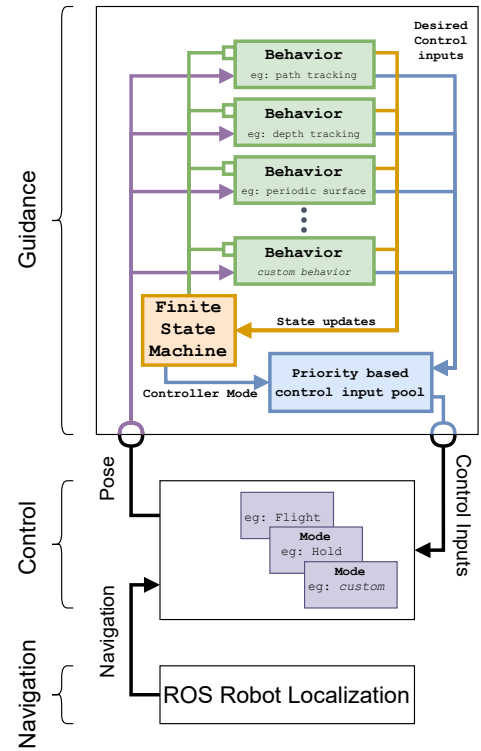 Desired
Control
inputs
Behavior
eg: path tracking
Behavior
eg: depth tracking
Behavior
eg: periodic surface
Behavior
custom behavior
Finite
State
Machine
State updates
Controller Mode
Priority based
control input pool
Guidance
Pose
Control Inputs
Control
eg: Flight
Mode
eg: Hold
Mode
eg: custom
Navigation
Navigation
ROS Robot Localization